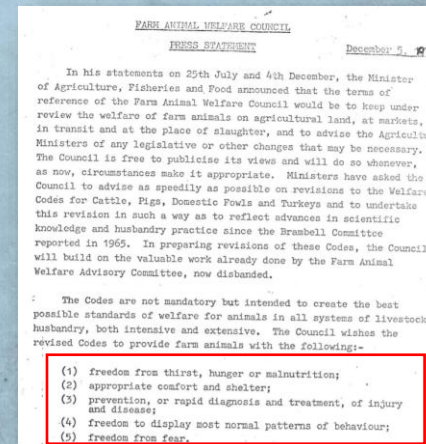 FARM ANIMAL WELFARE COUNCIL
PRESS STATEMENT
December 5,
In his statements on 25th July and 4th December, the Minister
of Agriculture, Fisheries and Food announced that the terms of
reference of the Farm Animal Welfare Council would be to keep under
review the welfare of farm animals on agricultural land, at markets,
in transit and at the place of slaughter, and to advise the Agricultu
Ministers of any legislative or other changes that may be necessary.
The Council is free to publicise its views and will do so whenever,
as now, circumstances make it appropriate. Ministers have asked the
Council to advise as speedily as possible on revisions to the Welfare
Codes for Cattle, Pigs, Domestic Fowls and Turkeys and to undertake
this revision in such a way as to reflect advances in scientific
knowledge and husbandry practice since the Brambell Committee
reported in 1965. In preparing revisions of these Codes, the Council
will build on the valuable work already done by the Farm Animal
Welfare Advisory Committee, now disbanded.
The Codes are not mandatory but intended to create the best
possible standards of welfare for animals in all systems of livestock
husbandry, both intensive and extensive. The Council wishes the
revised Codes to provide farm animals with the following:-
(1) freedom from thirst, hunger or malnutrition;
(2) appropriate comfort and shelter;
(3) prevention, or rapid diagnosis and treatment, of injury
and disease;
(4) freedom to display most normal patterns of behaviour;
(5) freedom from fear.